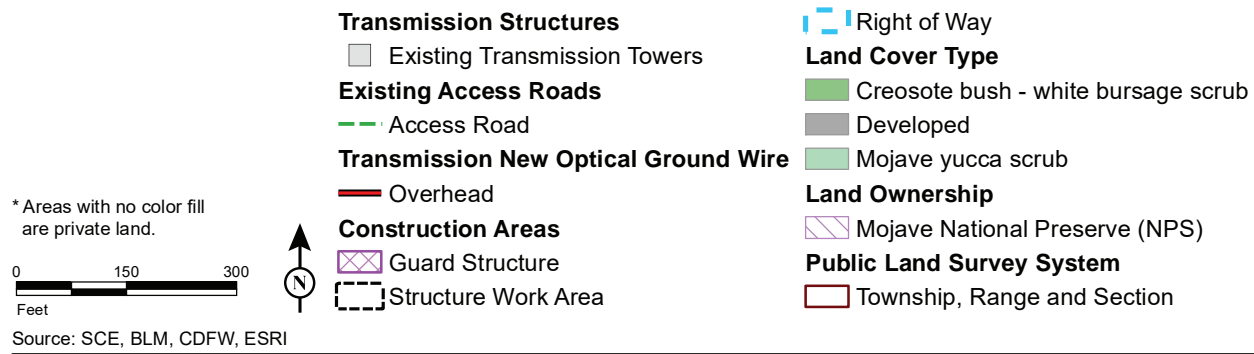 * Areas with no color fill
are private land.
0 150 300
Feet
N
Source: SCE, BLM, CDFW, ESRI
Transmission Structures
Existing Transmission Towers
Existing Access Roads
Access Road
Transmission New Optical Ground Wire
Overhead
Construction Areas
Guard Structure
Structure Work Area
Right of Way
Land Cover Type
Creosote bush - white bursage scrub
Developed
Mojave yucca scrub
Land Ownership
Mojave National Preserve (NPS)
Public Land Survey System
Township, Range and Section